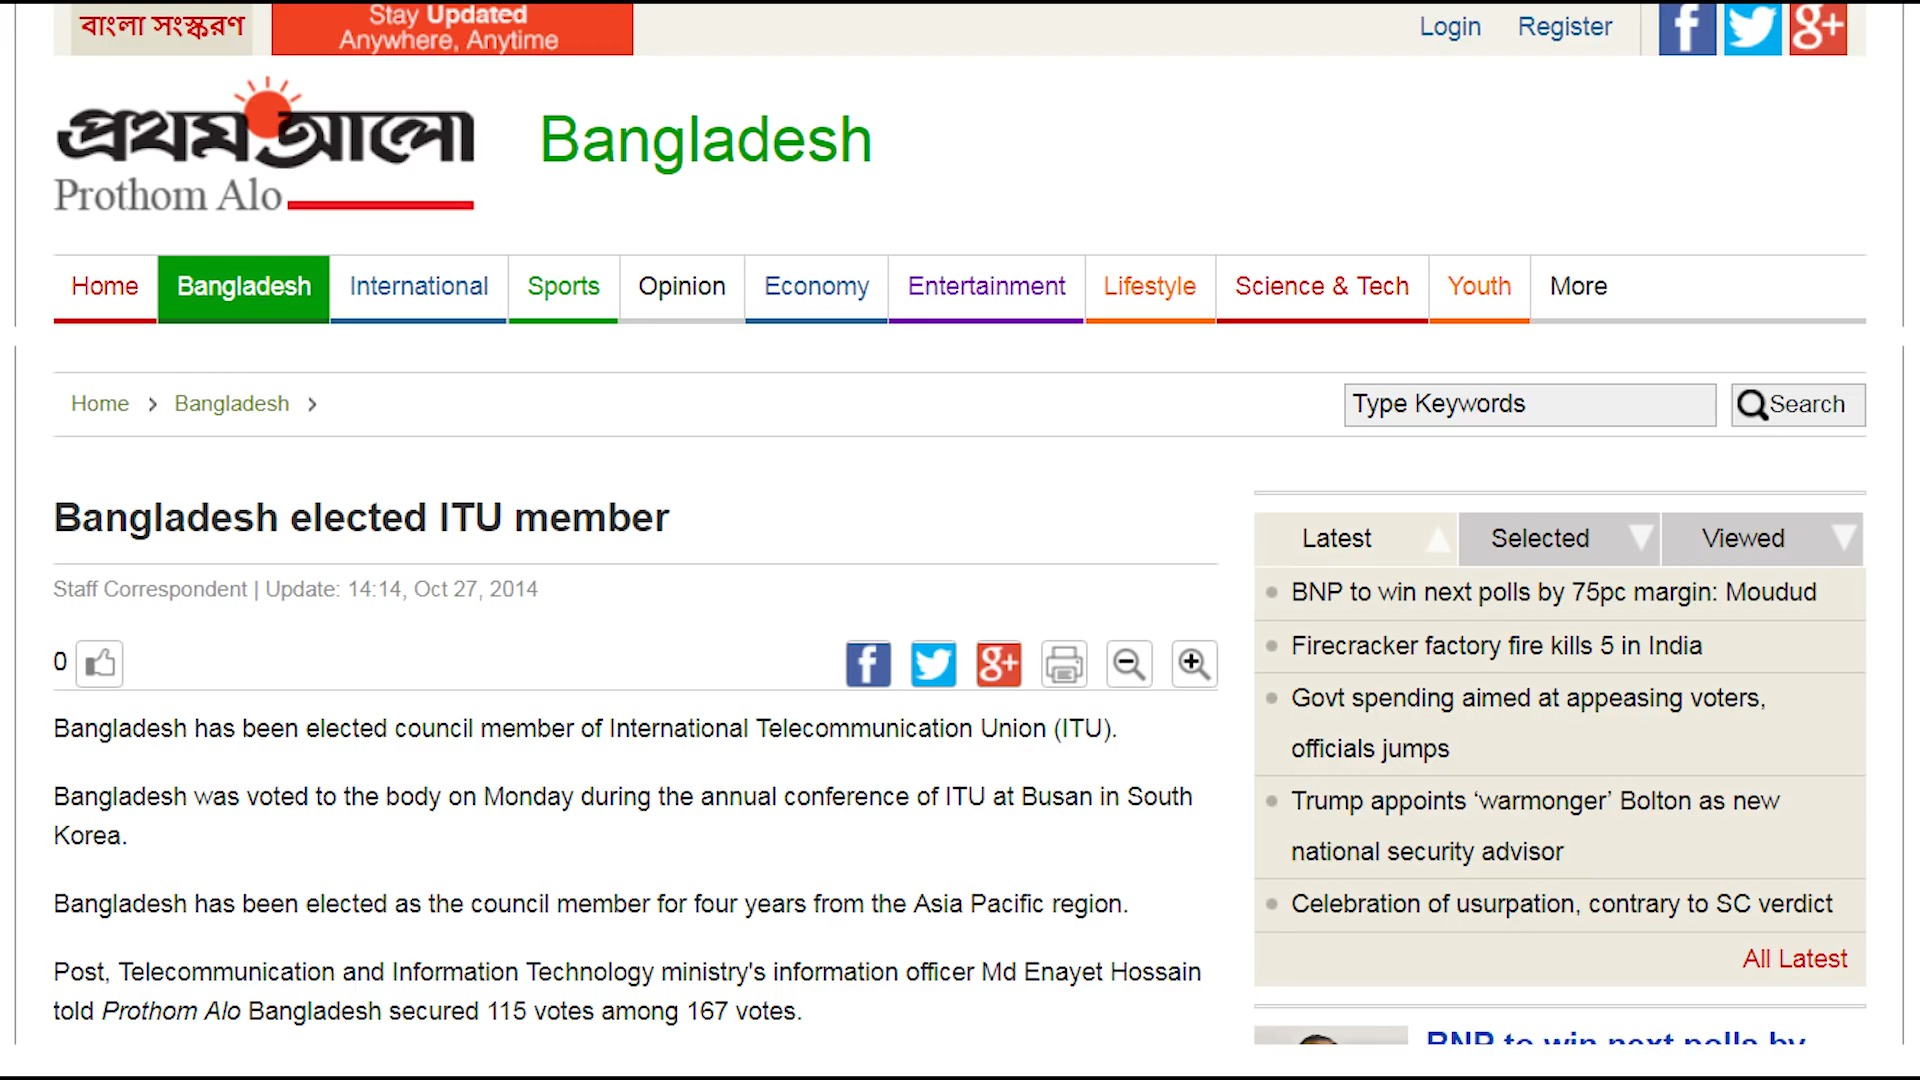 বাংলা সংস্করণ
Stay Updated
Anywhere, Anytime
Login Register
f
g+
প্রথম আলো
Prothom Alo
Bangladesh
Home Bangladesh International Sports Opinion Economy Entertainment Lifestyle Science & Tech Youth More
Home > Bangladesh >
Type Keywords
Search
Bangladesh elected ITU member
Staff Correspondent | Update: 14:14, Oct 27, 2014
0
f
g+
Bangladesh has been elected council member of International Telecommunication Union (ITU).
Bangladesh was voted to the body on Monday during the annual conference of ITU at Busan in South
Korea.
Bangladesh has been elected as the council member for four years from the Asia Pacific region.
Post, Telecommunication and Information Technology ministry's information officer Md Enayet Hossain
told Prothom Alo Bangladesh secured 115 votes among 167 votes.
Latest Selected Viewed
BNP to win next polls by 75pc margin: Moudud
Firecracker factory fire kills 5 in India
Govt spending aimed at appeasing voters,
officials jumps
Trump appoints ‘warmonger’ Bolton as new
national security advisor
Celebration of usurpation, contrary to SC verdict
All Latest
BNP to win next polls by